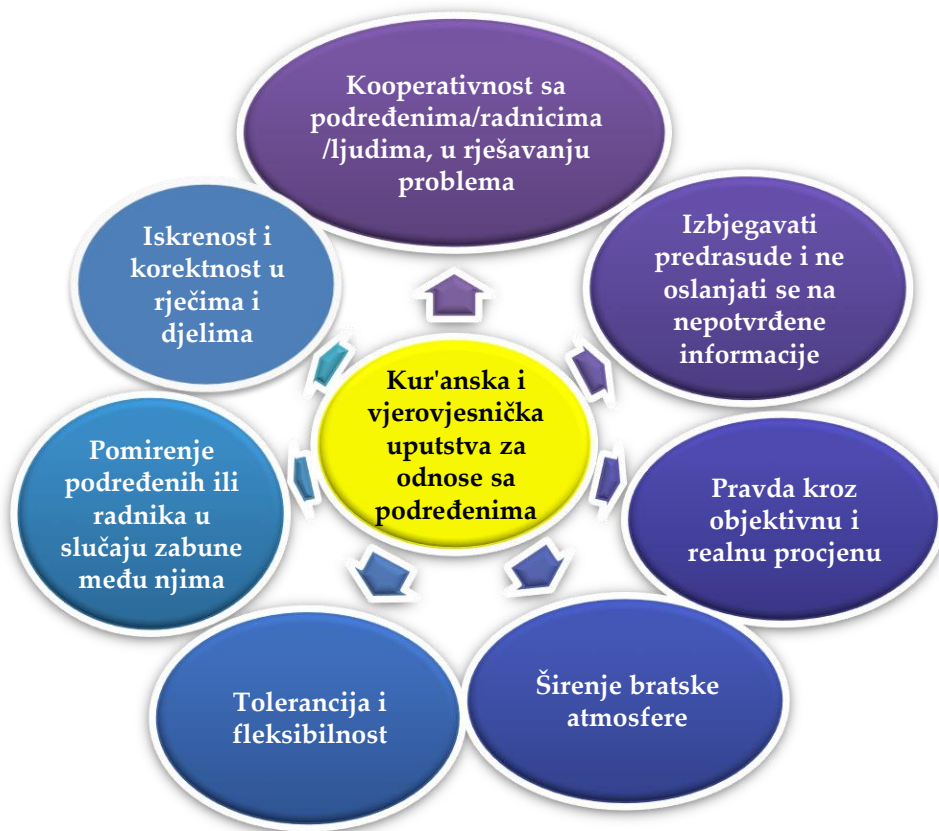 Kooperativnost sa
podređenima/radnicima
/ljudima, u rješavanju
problema
Izbjegavati
predrasude i ne
oslanjati se na
nepotvrđene
informacije
Pravda kroz
objektivnu i
realnu procjenu
Širenje bratske
atmosfere
Tolerancija i
fleksibilnost
Pomirenje
podređenih ili
radnika u
slučaju zabune
među njima
Iskrenost i
korektnost u
rječima i
djelima
Kur'anska i
vjerovjesnička
uputstva za
odnose sa
podređenima